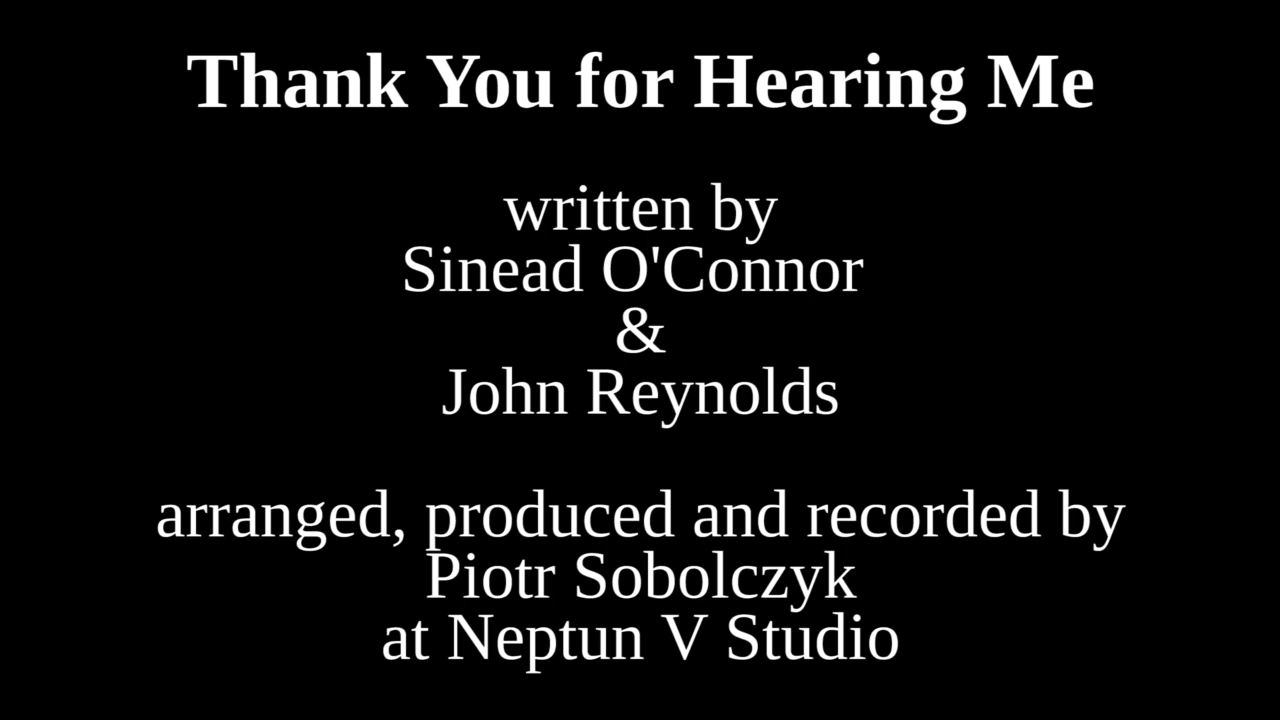 Thank You for Hearing Me
written by
Sinead O'Connor
&
John Reynolds
arranged, produced and recorded by
Piotr Sobolczyk
at Neptun V Studio